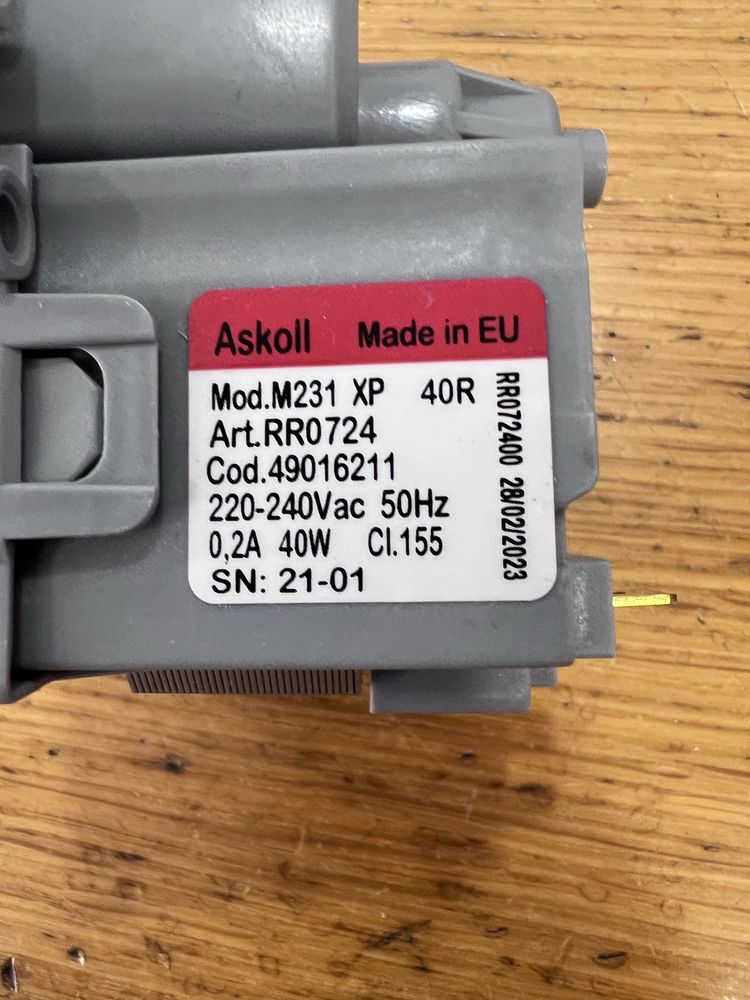 Askoll Made in EU
Mod.M231 XP 40R
Art.RR0724
Cod.49016211
220-240Vac 50Hz
0,2A 40W Cl.155
SN: 21-01
RR072400 28/02/2023